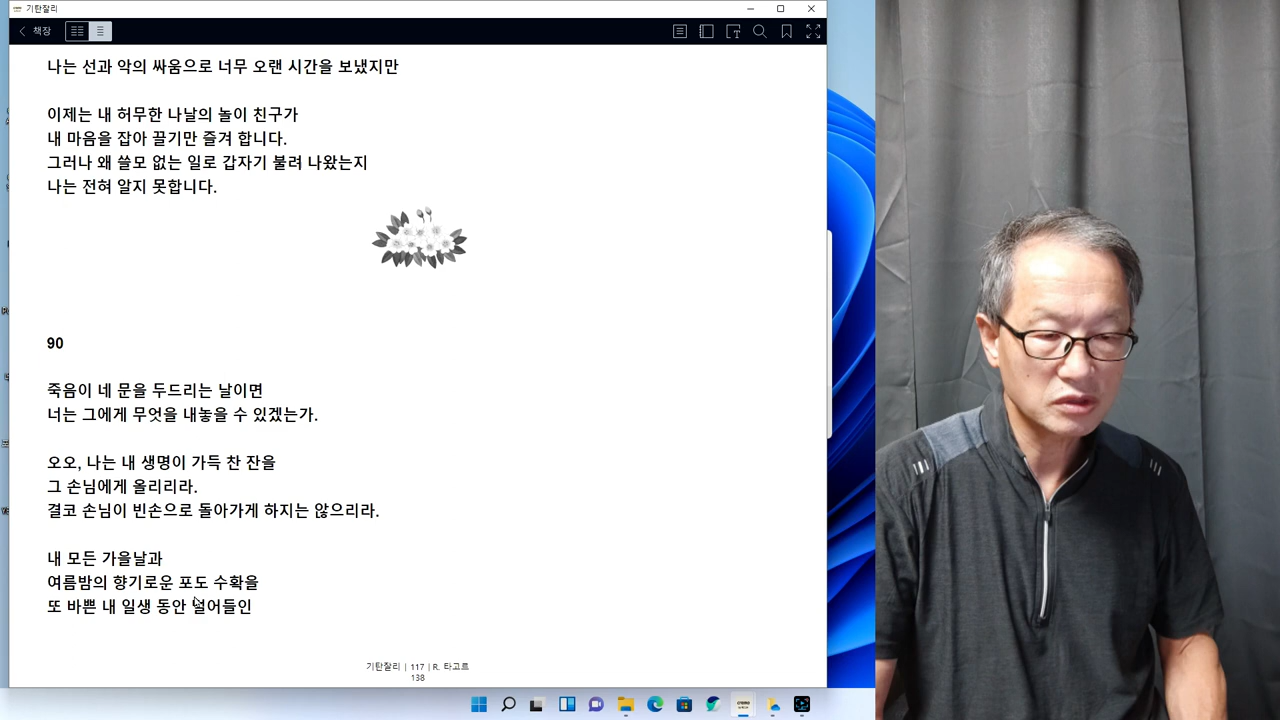 기탄잘리
책장
나는 선과 악의 싸움으로 너무 오랜 시간을 보냈지만
이제는 내 허무한 나날의 놀이 친구가
내 마음을 잡아 끌기만 즐겨 합니다.
그러나 왜 쓸모 없는 일로 갑자기 불려 나왔는지
나는 전혀 알지 못합니다.
90
죽음이 네 문을 두드리는 날이면
너는 그에게 무엇을 내놓을 수 있겠는가.
오오, 나는 내 생명이 가득 찬 잔을
그 손님에게 올리리라.
결코 손님이 빈손으로 돌아가게 하지는 않으리라.
내 모든 가을날과
여름밤의 향기로운 포도 수확을
또 바쁜 내 일생 동안 벌어들인
기탄잘리 | 117 | R. 타고르
138